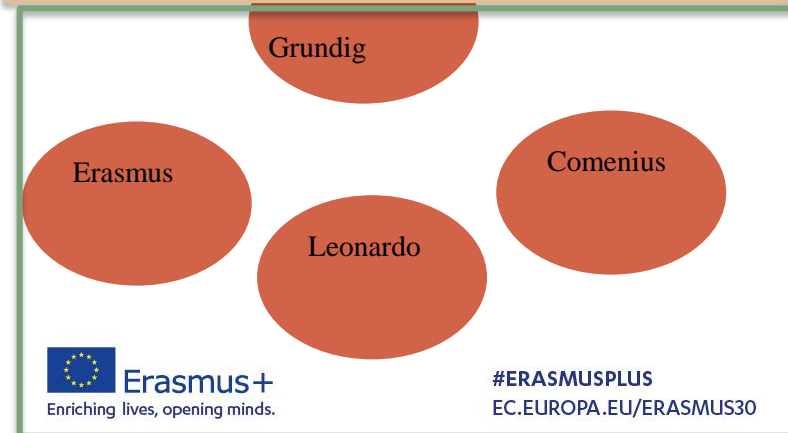 Grundig
Comenius
Erasmus
Leonardo
Erasmus+
Enriching lives, opening minds.
#ERASMUSPLUS
EC.EUROPA.EU/ERASMUS30